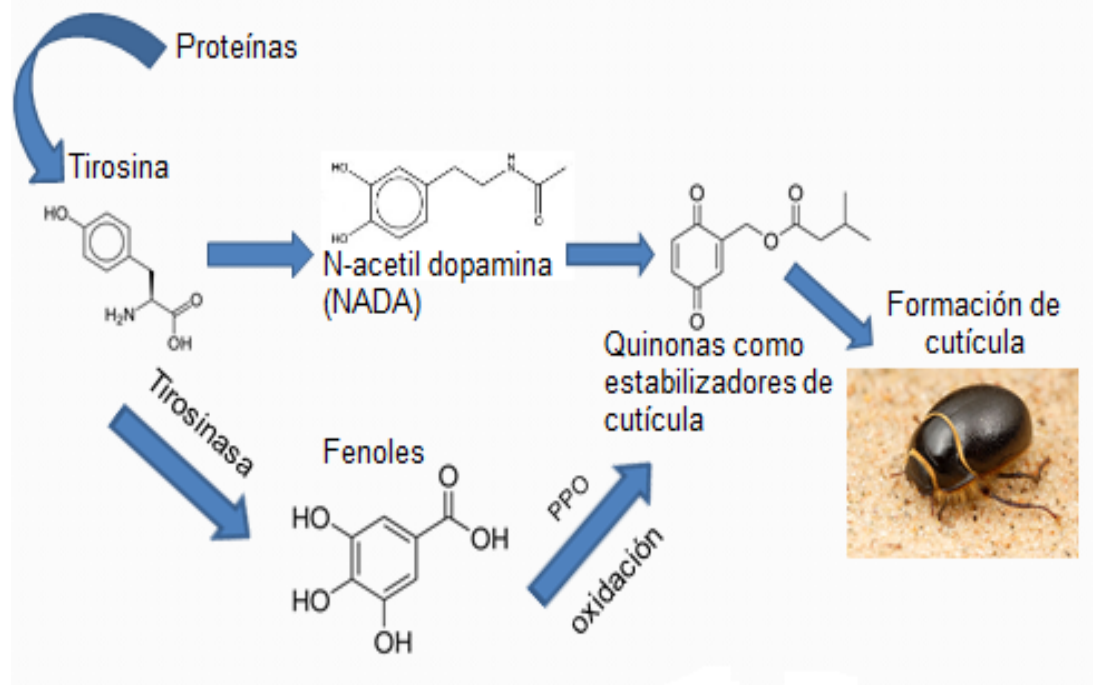 Proteínas
Tirosina
HO
H₂N
O
OH
HO
HO
H
N
O
N-acetil dopamina
(NADA)
O
O
O
O
Quinonas como
estabilizadores de
cutícula
Formación de
cutícula
Tirosinasa
Fenoles
O
HO
OH
HO
OH
PPO
oxidación